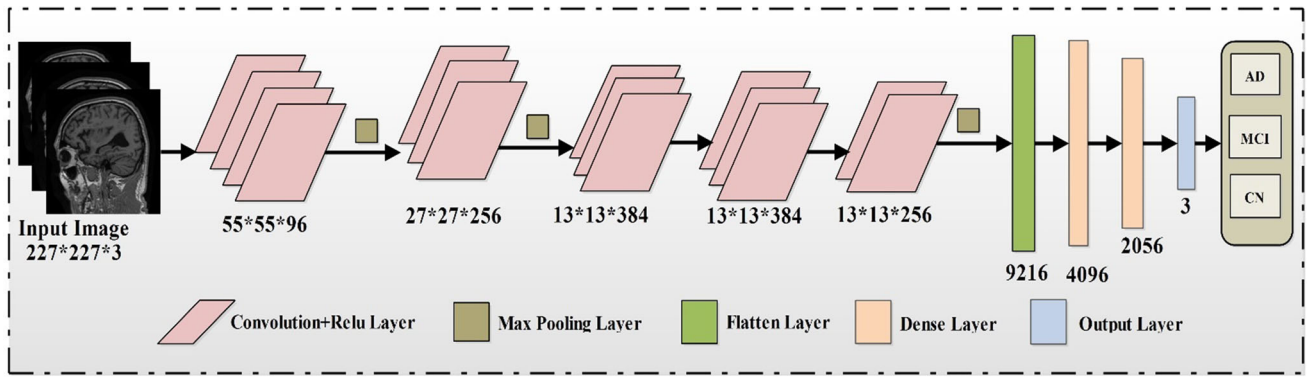 Input Image
227*227*3
55*55*96
27*27*256
13*13*384
13*13*384
13*13*256
9216
4096
2056
3
AD
MCI
CN
Convolution+Relu Layer
Max Pooling Layer
Flatten Layer
Dense Layer
Output Layer